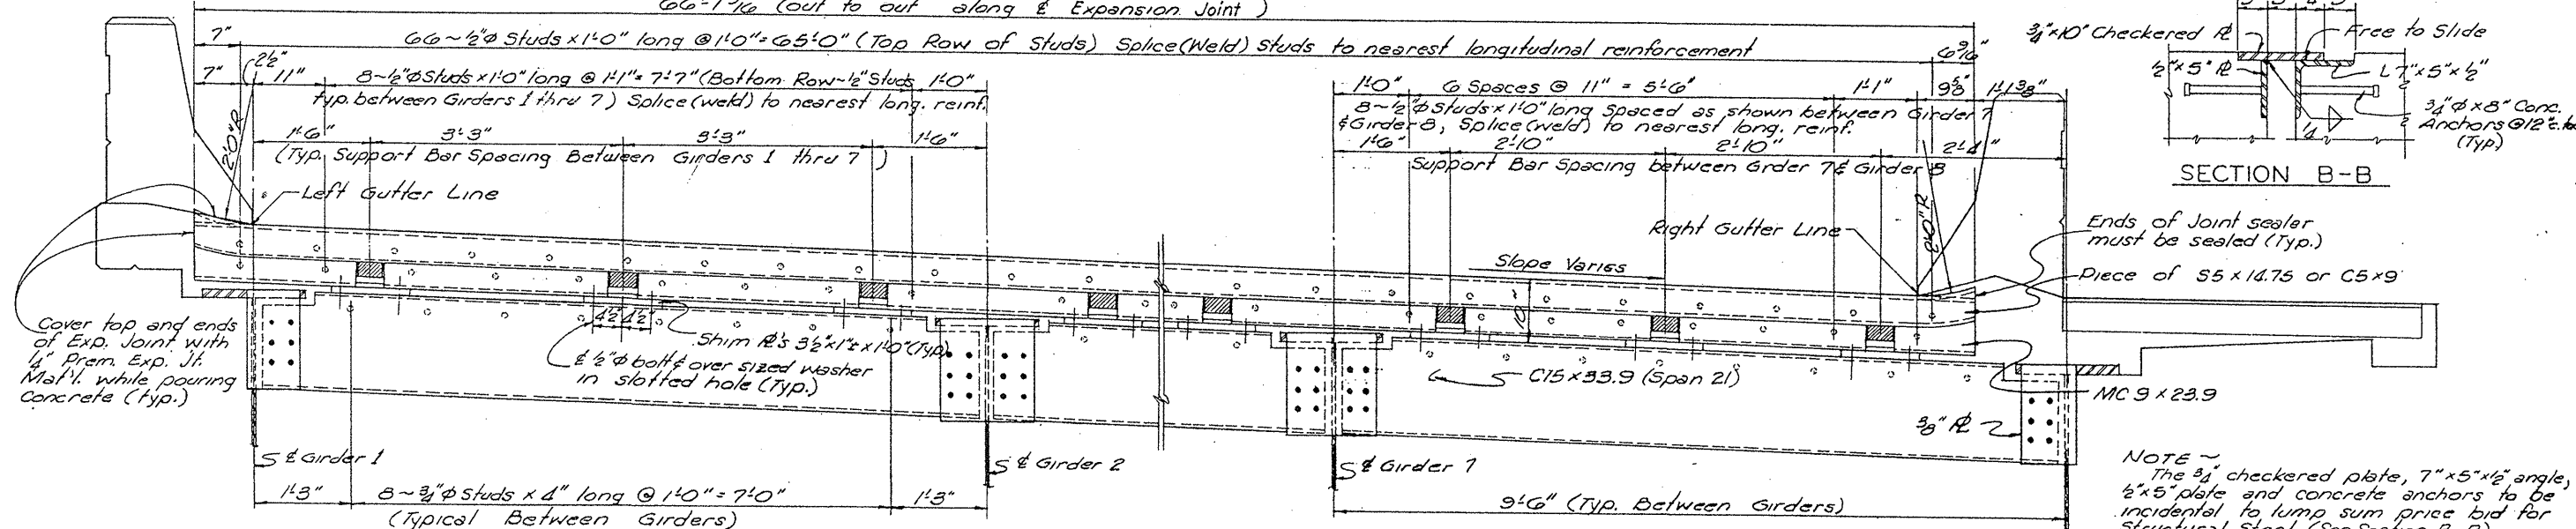 66'-7 9/16 (out to out along ℄ Expansion Joint)
7"
66 ~ 1/2"φ Studs x 1'-0" long @ 1'-0" = 65'-0" (Top Row of Studs) Splice (Weld) Studs to nearest longitudinal reinforcement
6 9/16"
7"
2 1/2"
11"
8 ~ 1/2"φ Studs x 1'-0" long @ 1'-1" = 7'-7" (Bottom Row ~ 1/2" Studs
typ. between Girders 1 thru 7) Splice (weld) to nearest long. reinf.
1'-0"
1'-0"
6 Spaces @ 11" = 5'-6"
1'-1"
9 5/8"
1'-1 3/8"
8 ~ 1/2"φ Studs x 1'-0" long Spaced as shown between Girder 7
& Girder 8, Splice (weld) to nearest long. reinf.
1'-6"
3'-3"
3'-3"
1'-6"
(Typ. Support Bar Spacing Between Girders 1 thru 7)
1'-6"
2'-10"
2'-10"
2'-4"
Support Bar Spacing between Grder 7 & Girder 8
2'-0"R
Left Gutter Line
Right Gutter Line
2'-0"R
Slope Varies
10"
3/4" x 10" Checkered ℞
Free to Slide
1/2" x 5" ℞
L 7" x 5" x 1/2"
3/4"φ x 8" Conc.
Anchors @ 12" c. to
(Typ.)
1/4
SECTION B-B
Ends of Joint sealer
must be sealed (Typ.)
Piece of S5 x 14.75 or C5 x 9
MC 9 x 23.9
Cover top and ends
of Exp. Joint with
1/4" Prem. Exp. Jt.
Mat'l. while pouring
Concrete (typ.)
4 1/2"
4 1/2"
Shim ℞'s 3 1/2" x 1"± x 1'-0" (Typ)
℄ 1/2"φ bolt & over sized washer
in slotted hole (Typ.)
C15 x 33.9 (Span 21)
3/8" ℞
℄ Girder 1
℄ Girder 2
℄ Girder 7
1'-3"
8 ~ 3/4"φ Studs x 4" long @ 1'-0" = 7'-0"
1'-3"
(Typical Between Girders)
9'-6" (Typ. Between Girders)
NOTE ~
The 3/4" checkered plate, 7" x 5" x 1/2" angle,
1/2" x 5" plate and concrete anchors to be
incidental to lump sum price bid for
Structural Steel (See Section B-B)